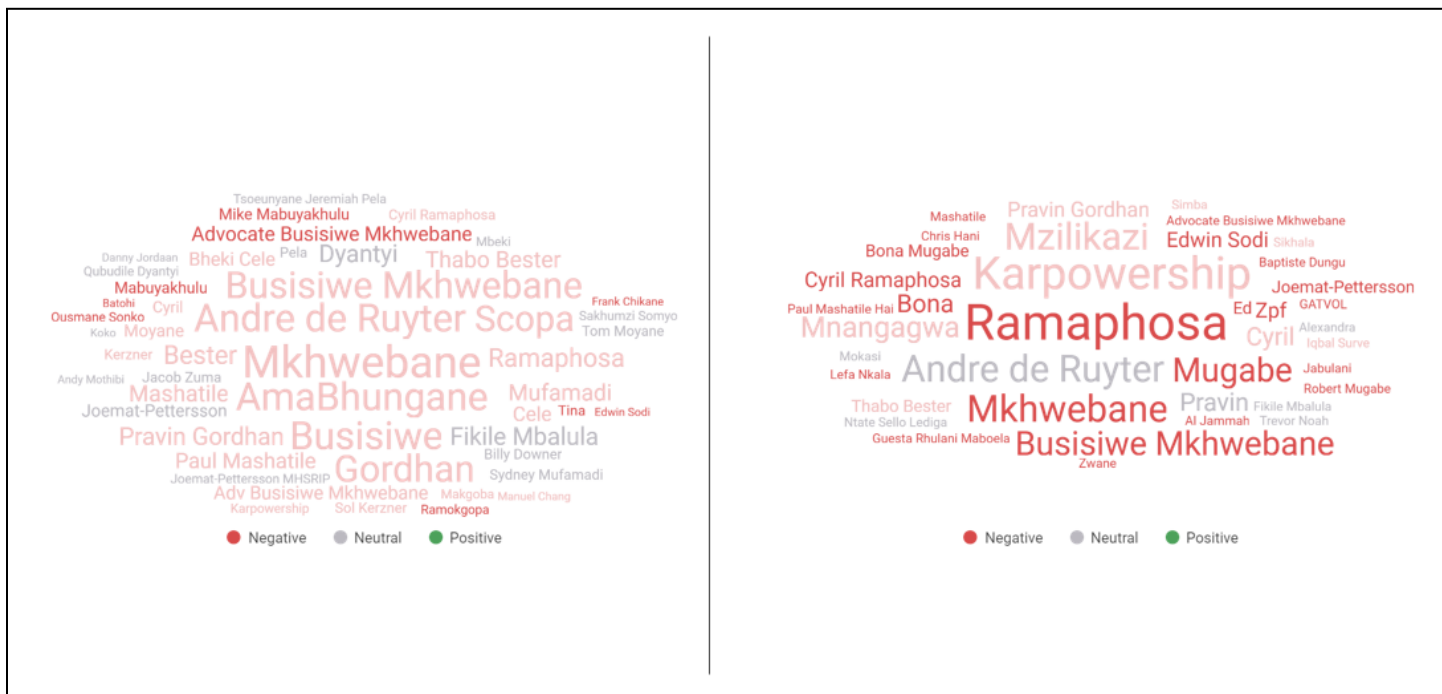 Tsoeunyane Jeremiah Pela
Mike Mabuyakhulu Cyril Ramaphosa
Advocate Busisiwe Mkhwebane Mbeki
Danny Jordaan Bheki Cele Pela Dyantyi Thabo Bester
Qubudile Dyantyi
Mabuyakhulu Busisiwe Mkhwebane
Batohi Cyril Frank Chikane
Ousmane Sonko Andre de Ruyter Scopa Sakhumzi Somyo
Koko Moyane Tom Moyane
Kerzner Bester Mkhwebane Ramaphosa
Andy Mothibi Jacob Zuma
Mashatile AmaBhungane Mufamadi
Joemat-Pettersson Cele Tina Edwin Sodi
Pravin Gordhan Busisiwe Fikile Mbalula
Billy Downer
Paul Mashatile Gordhan
Joemat-Pettersson MHSRIP Sydney Mufamadi
Adv Busisiwe Mkhwebane Makgoba Manuel Chang
Karpowership Sol Kerzner Ramokgopa
Negative Neutral Positive
Simba
Mashatile Pravin Gordhan Advocate Busisiwe Mkhwebane
Chris Hani Mzilikazi Edwin Sodi Sikhala
Bona Mugabe Baptiste Dungu
Cyril Ramaphosa Karpowership Joemat-Pettersson
Paul Mashatile Hai Bona Ed Zpf GATVOL
Mnangagwa Ramaphosa Cyril Alexandra
Iqbal Surve
Mokasi Andre de Ruyter Mugabe Jabulani
Lefa Nkala Robert Mugabe
Thabo Bester Mkhwebane Pravin Fikile Mbalula
Ntate Sello Lediga Al Jammah Trevor Noah
Guesta Rhulani Maboela Busisiwe Mkhwebane
Zwane
Negative Neutral Positive